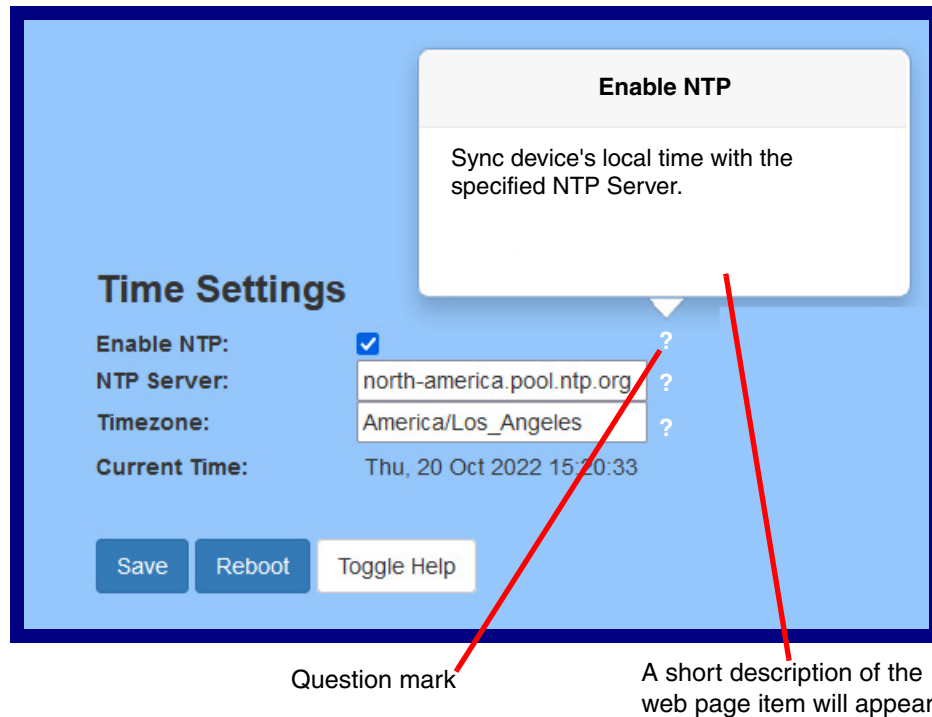 Enable NTP
Sync device's local time with the
specified NTP Server.
Time Settings
Enable NTP: ?
NTP Server: north-america.pool.ntp.org ?
Timezone: America/Los_Angeles ?
Current Time: Thu, 20 Oct 2022 15:20:33
Save Reboot Toggle Help
Question mark
A short description of the
web page item will appear